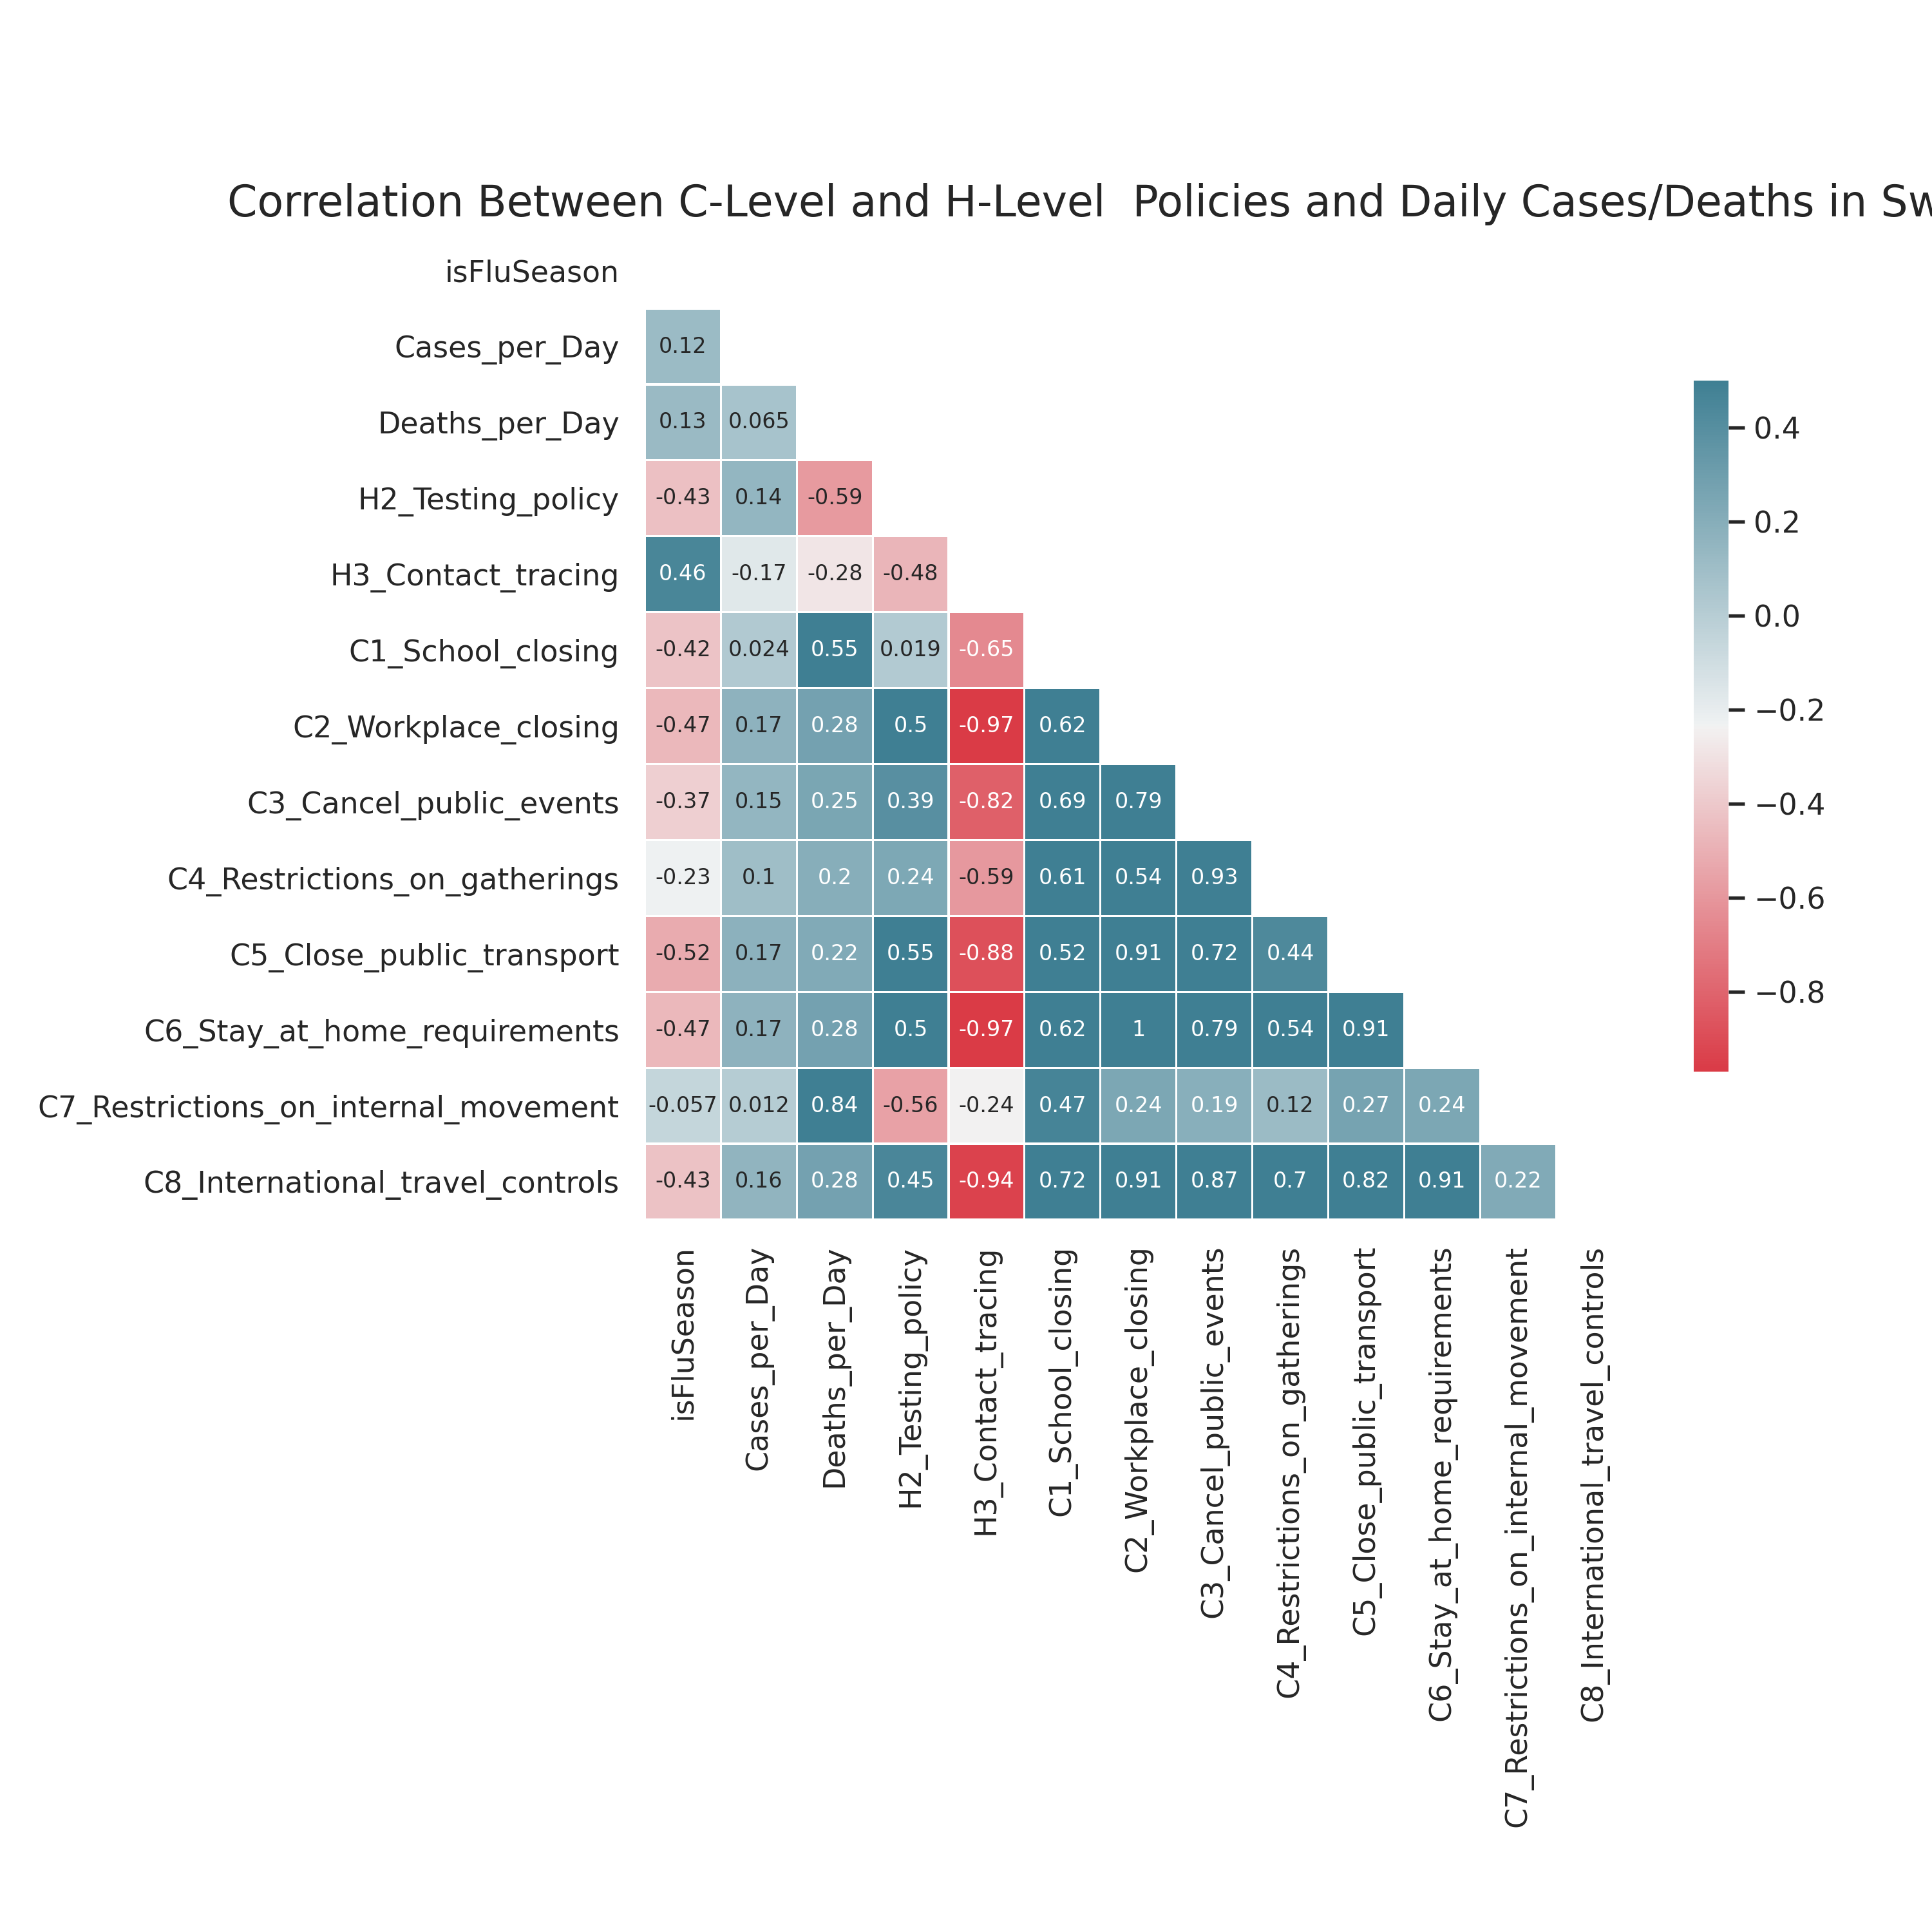 Correlation Between C-Level and H-Level  Policies and Daily Cases/Deaths in Sw
isFluSeason
Cases_per_Day 0.12
Deaths_per_Day 0.13 0.065
H2_Testing_policy -0.43 0.14 -0.59
H3_Contact_tracing 0.46 -0.17 -0.28 -0.48
C1_School_closing -0.42 0.024 0.55 0.019 -0.65
C2_Workplace_closing -0.47 0.17 0.28 0.5 -0.97 0.62
C3_Cancel_public_events -0.37 0.15 0.25 0.39 -0.82 0.69 0.79
C4_Restrictions_on_gatherings -0.23 0.1 0.2 0.24 -0.59 0.61 0.54 0.93
C5_Close_public_transport -0.52 0.17 0.22 0.55 -0.88 0.52 0.91 0.72 0.44
C6_Stay_at_home_requirements -0.47 0.17 0.28 0.5 -0.97 0.62 1 0.79 0.54 0.91
C7_Restrictions_on_internal_movement -0.057 0.012 0.84 -0.56 -0.24 0.47 0.24 0.19 0.12 0.27 0.24
C8_International_travel_controls -0.43 0.16 0.28 0.45 -0.94 0.72 0.91 0.87 0.7 0.82 0.91 0.22
isFluSeason
Cases_per_Day
Deaths_per_Day
H2_Testing_policy
H3_Contact_tracing
C1_School_closing
C2_Workplace_closing
C3_Cancel_public_events
C4_Restrictions_on_gatherings
C5_Close_public_transport
C6_Stay_at_home_requirements
C7_Restrictions_on_internal_movement
C8_International_travel_controls
0.4
0.2
0.0
−0.2
−0.4
−0.6
−0.8